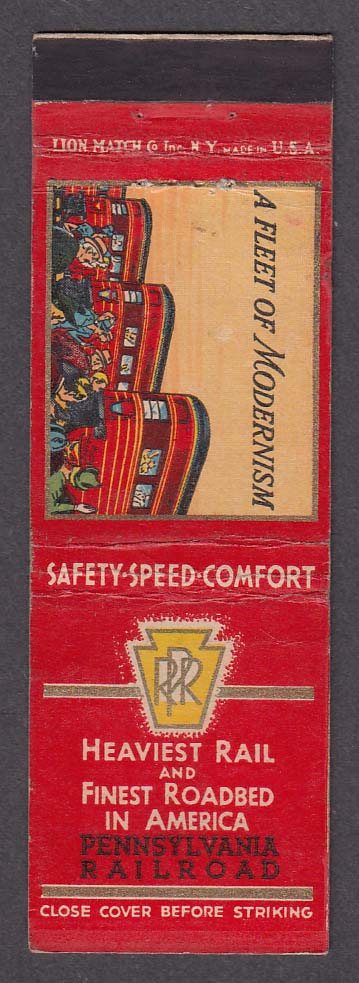 LION MATCH Co Inc. N.Y. MADE IN U.S.A.
A FLEET OF MODERNISM
SAFETY·SPEED·COMFORT
PRR
HEAVIEST RAIL
AND
FINEST ROADBED
IN AMERICA
PENNSYLVANIA
RAILROAD
CLOSE COVER BEFORE STRIKING